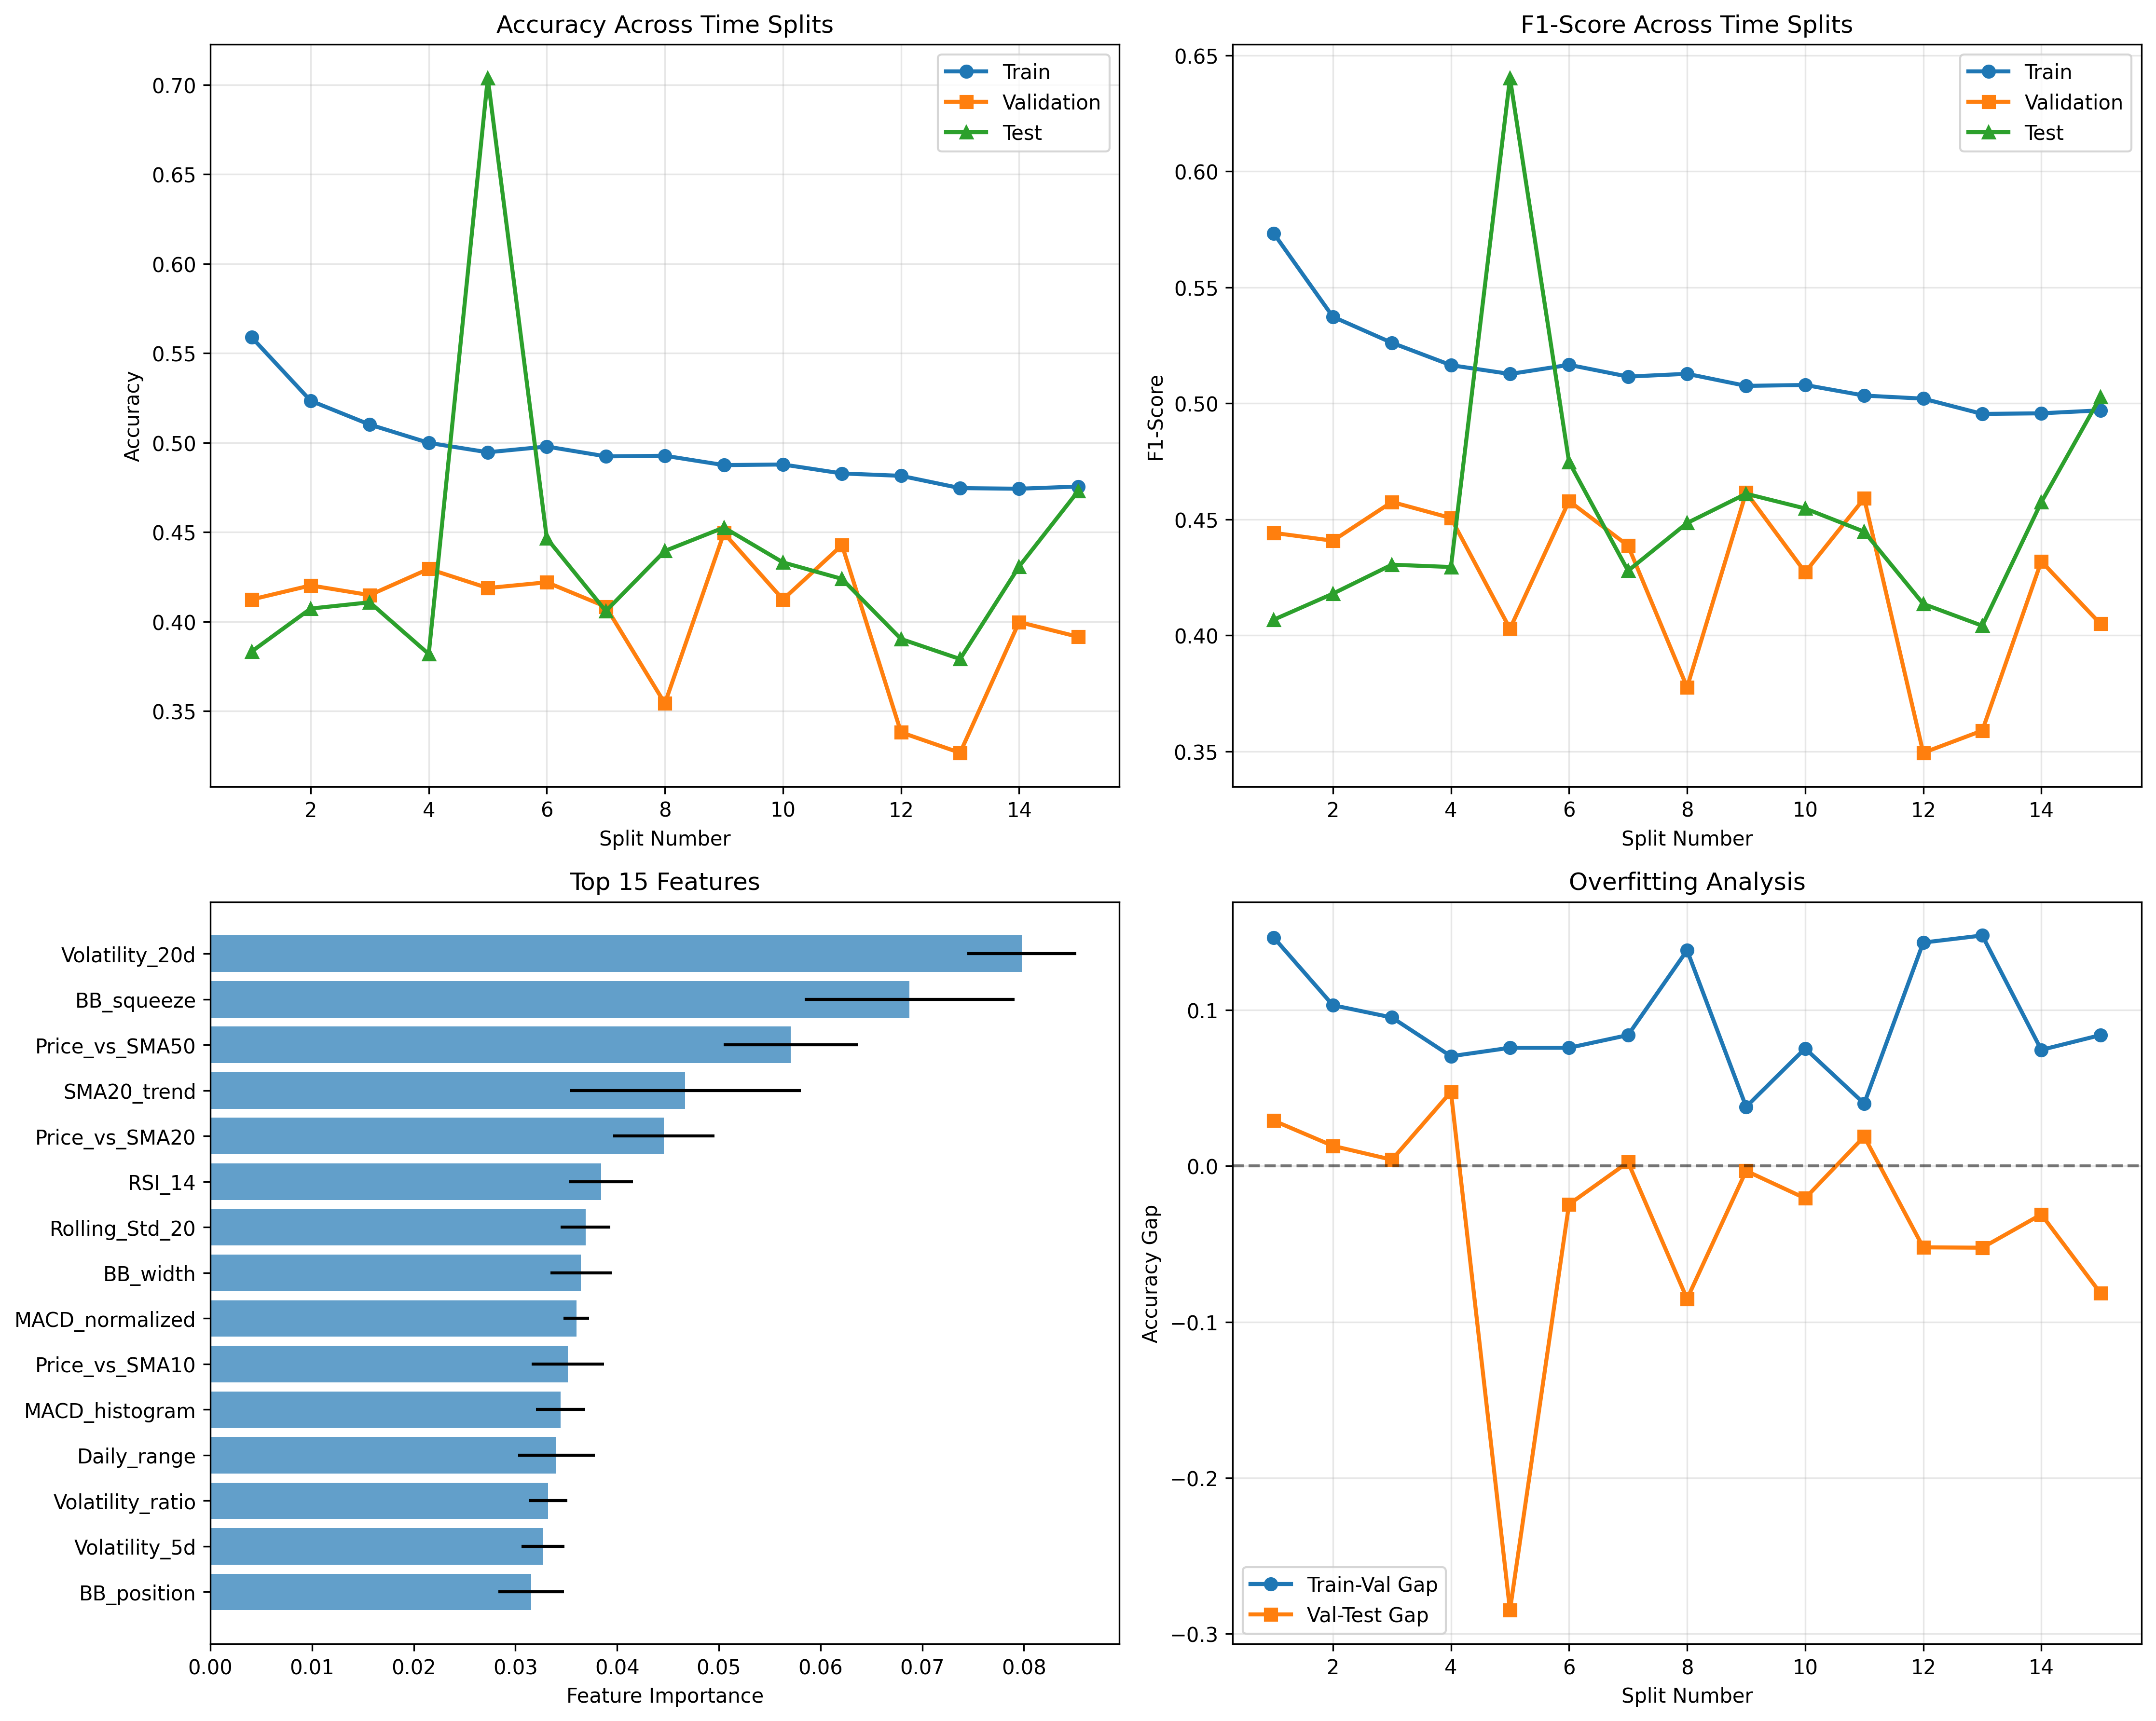 Accuracy Across Time Splits
Accuracy
0.70
0.65
0.60
0.55
0.50
0.45
0.40
0.35
Train
Validation
Test
2 4 6 8 10 12 14
Split Number
F1-Score Across Time Splits
F1-Score
0.65
0.60
0.55
0.50
0.45
0.40
0.35
Train
Validation
Test
2 4 6 8 10 12 14
Split Number
Top 15 Features
Volatility_20d
BB_squeeze
Price_vs_SMA50
SMA20_trend
Price_vs_SMA20
RSI_14
Rolling_Std_20
BB_width
MACD_normalized
Price_vs_SMA10
MACD_histogram
Daily_range
Volatility_ratio
Volatility_5d
BB_position
0.00 0.01 0.02 0.03 0.04 0.05 0.06 0.07 0.08
Feature Importance
Overfitting Analysis
Accuracy Gap
0.1
0.0
−0.1
−0.2
−0.3
Train-Val Gap
Val-Test Gap
2 4 6 8 10 12 14
Split Number